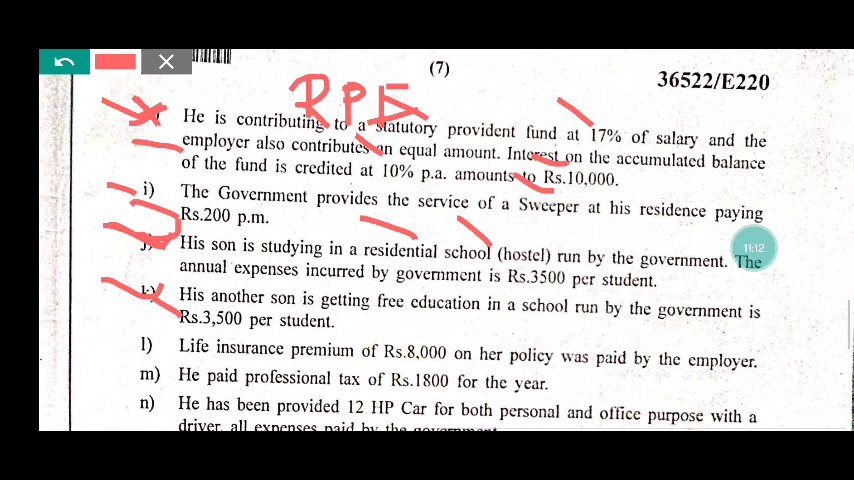 (7)
36522/E220
RPF
He is contributing to a statutory provident fund at 17% of salary and the
employer also contributes an equal amount. Interest on the accumulated balance
of the fund is credited at 10% p.a. amounts to Rs.10,000.
i) The Government provides the service of a Sweeper at his residence paying
Rs.200 p.m.
j) His son is studying in a residential school (hostel) run by the government. The
annual expenses incurred by government is Rs.3500 per student.
k) His another son is getting free education in a school run by the government is
Rs.3,500 per student.
l) Life insurance premium of Rs.8,000 on her policy was paid by the employer.
m) He paid professional tax of Rs.1800 for the year.
n) He has been provided 12 HP Car for both personal and office purpose with a
driver, all expenses paid by the government.
11:12